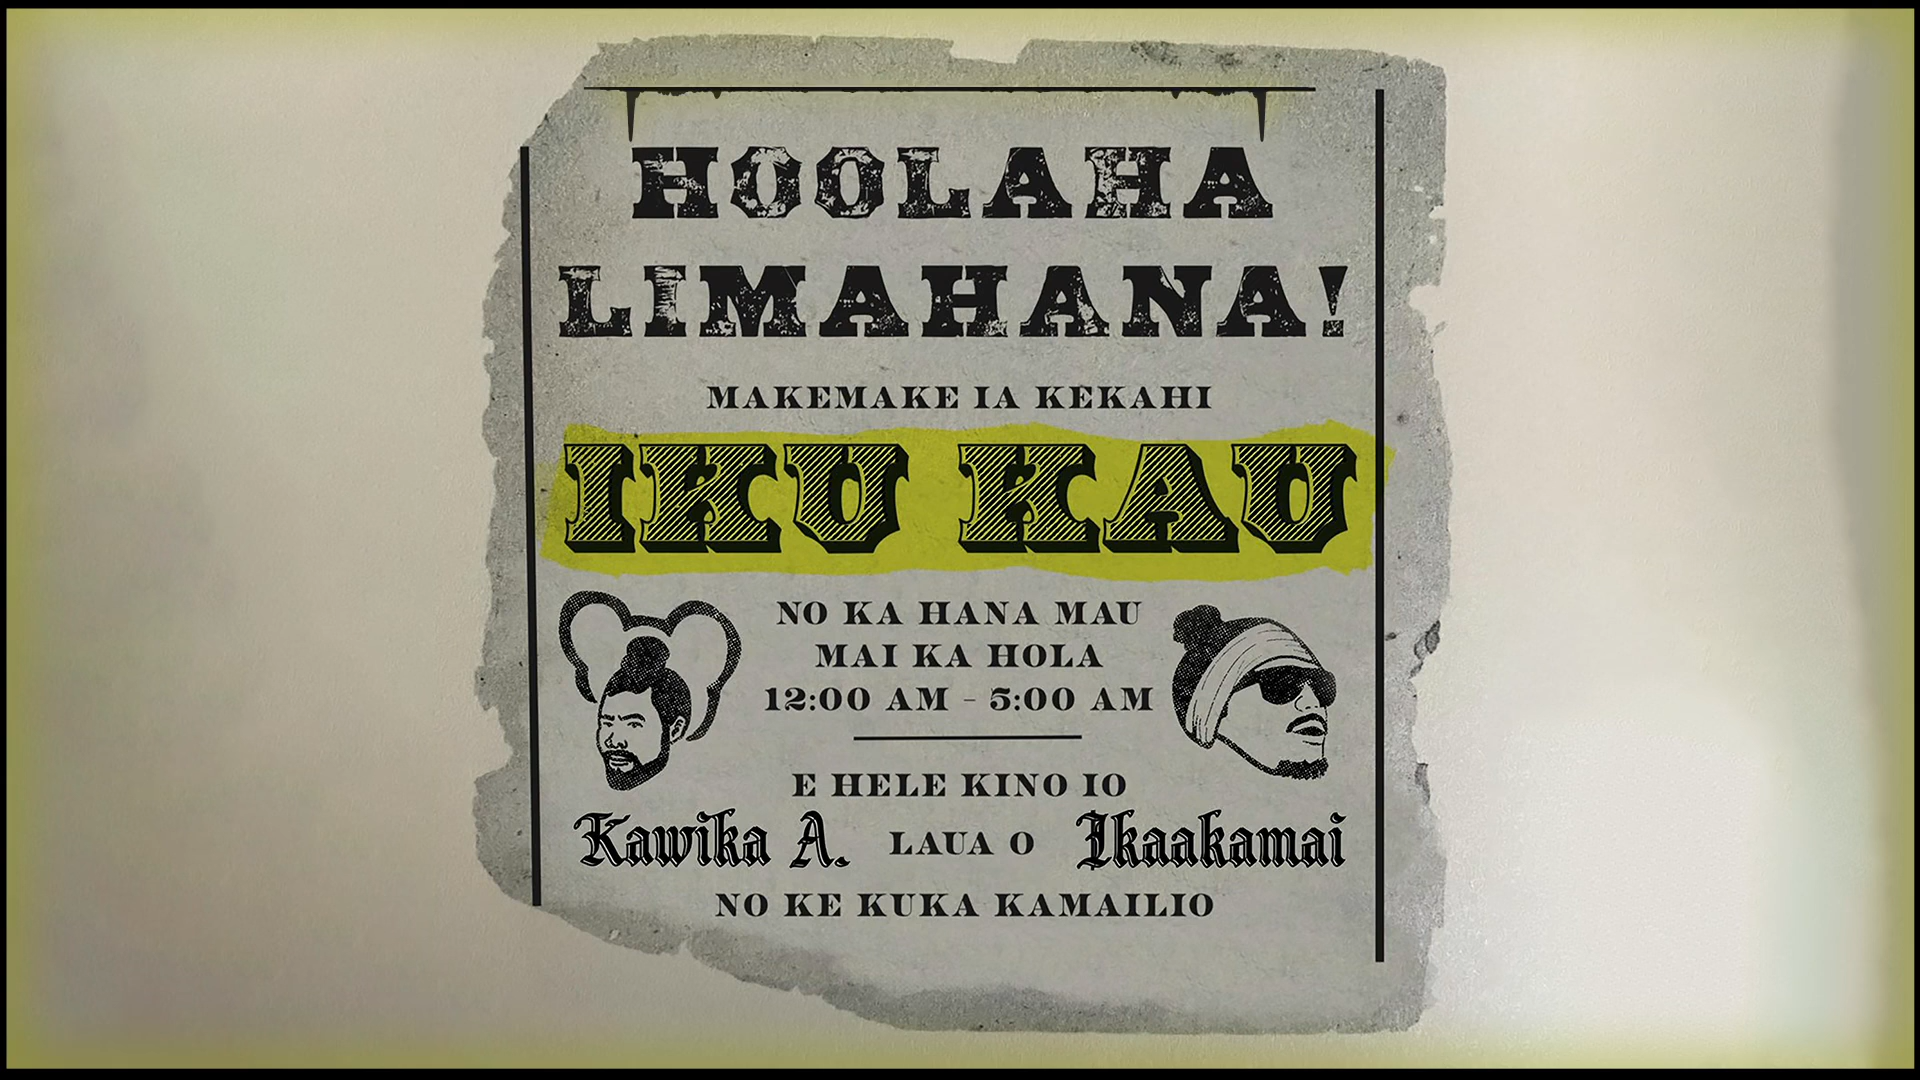 HOOLAHA
LIMAHANA!
MAKEMAKE IA KEKAHI
IKU KAU
NO KA HANA MAU
MAI KA HOLA
12:00 AM - 5:00 AM
E HELE KINO IO
Kawika A. LAUA O Ikaakamai
NO KE KUKA KAMAILIO